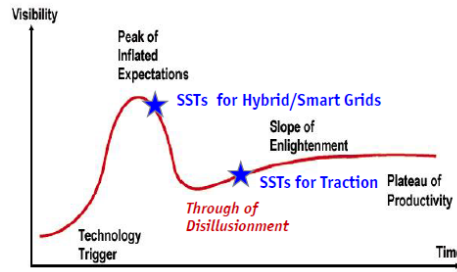 Visibility
Peak of
Inflated
Expectations
SSTs for Hybrid/Smart Grids
Slope of
Enlightenment
SSTs for Traction
Plateau of
Productivity
Through of
Disillusionment
Technology
Trigger
Time